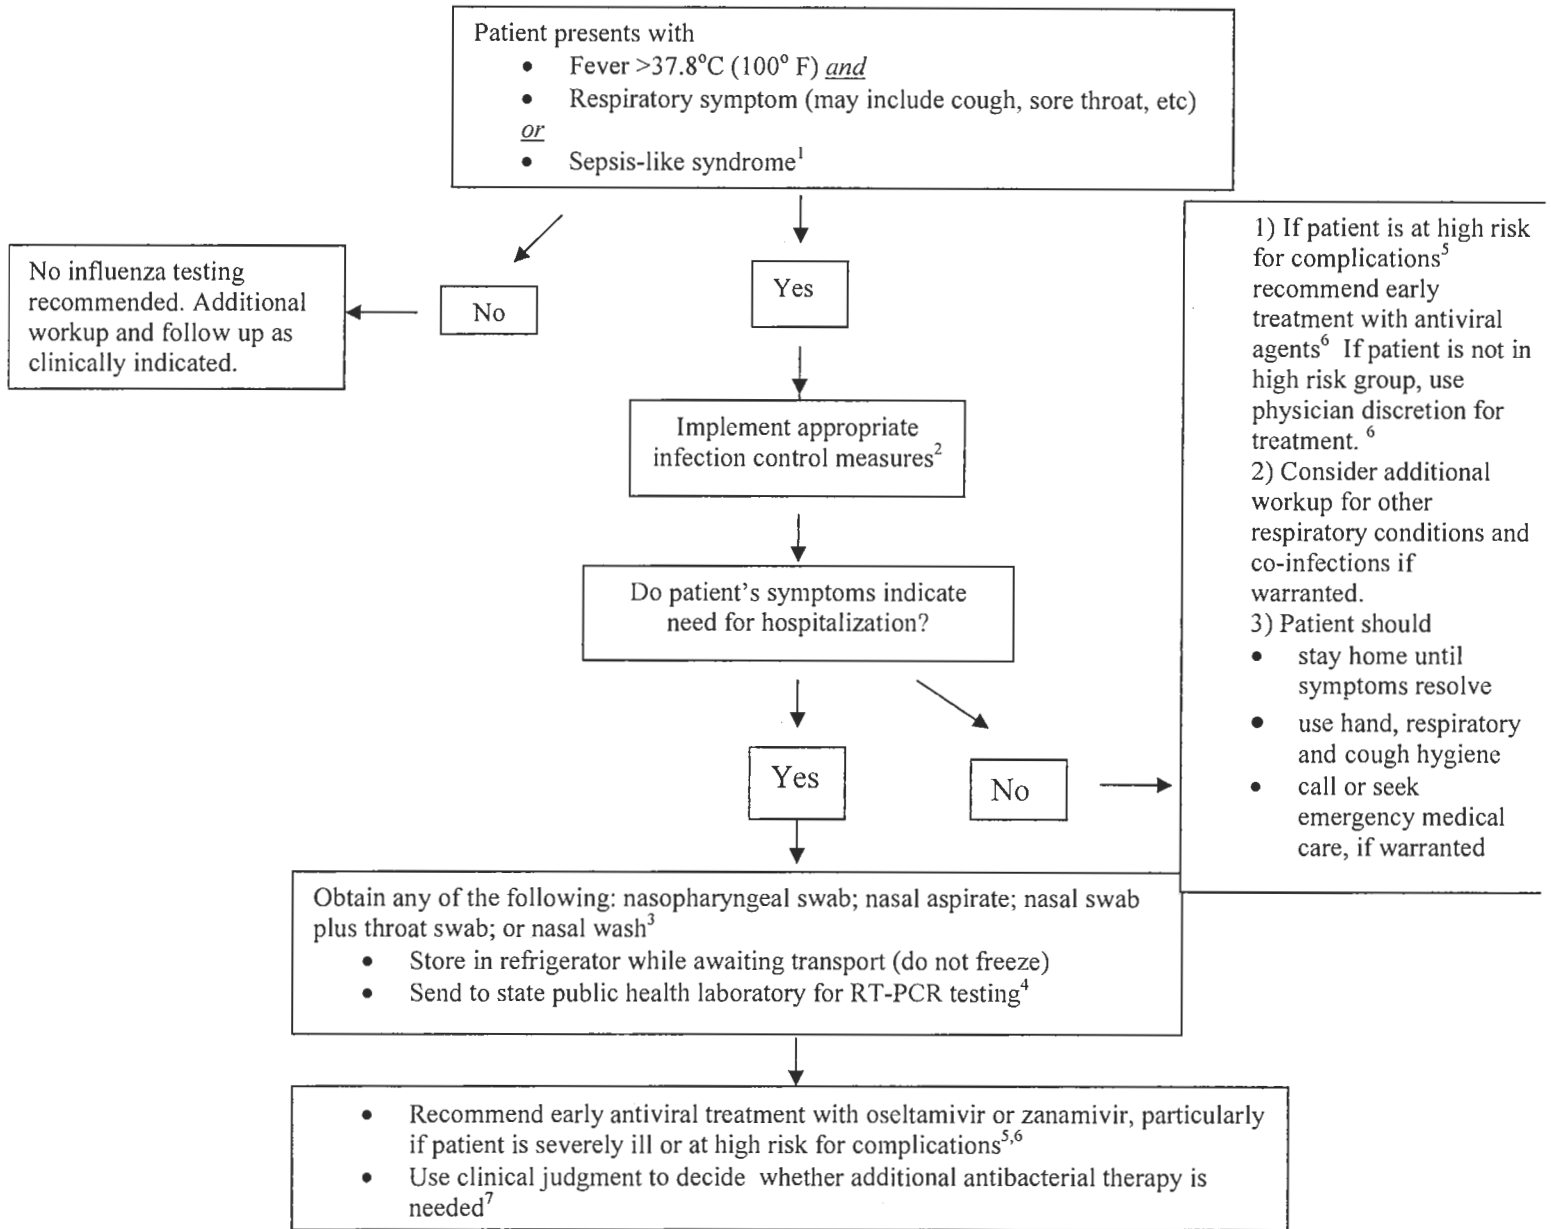 Patient presents with
• Fever >37.8°C (100° F) and
• Respiratory symptom (may include cough, sore throat, etc)
or
• Sepsis-like syndrome1
No influenza testing
recommended. Additional
workup and follow up as
clinically indicated.
No
Yes
Implement appropriate
infection control measures2
Do patient's symptoms indicate
need for hospitalization?
Yes
No
1) If patient is at high risk
for complications5
recommend early
treatment with antiviral
agents6 If patient is not in
high risk group, use
physician discretion for
treatment. 6
2) Consider additional
workup for other
respiratory conditions and
co-infections if
warranted.
3) Patient should
• stay home until
symptoms resolve
• use hand, respiratory
and cough hygiene
• call or seek
emergency medical
care, if warranted
Obtain any of the following: nasopharyngeal swab; nasal aspirate; nasal swab
plus throat swab; or nasal wash3
• Store in refrigerator while awaiting transport (do not freeze)
• Send to state public health laboratory for RT-PCR testing4
• Recommend early antiviral treatment with oseltamivir or zanamivir, particularly
if patient is severely ill or at high risk for complications5,6
• Use clinical judgment to decide whether additional antibacterial therapy is
needed7